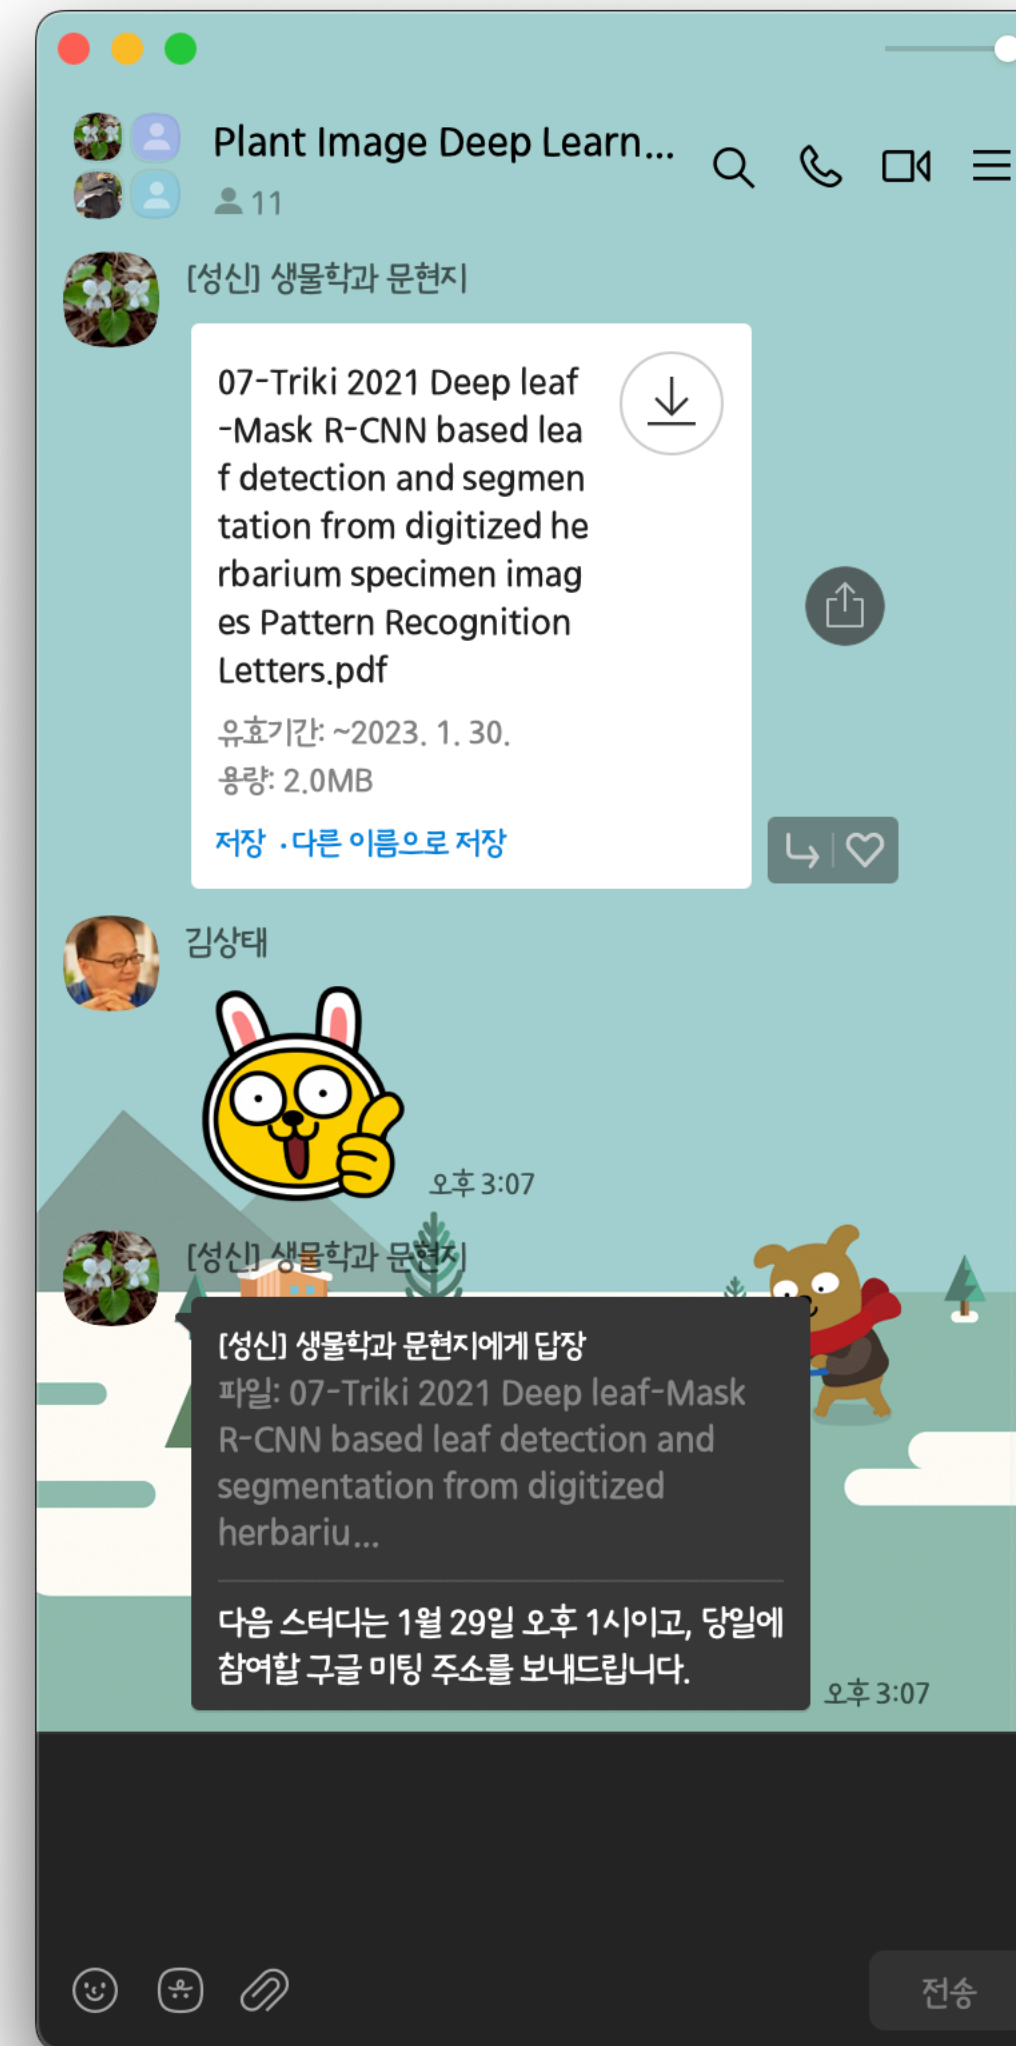 Plant Image Deep Learn...
11
[성신] 생물학과 문현지
07-Triki 2021 Deep leaf
-Mask R-CNN based lea
f detection and segmen
tation from digitized he
rbarium specimen imag
es Pattern Recognition
Letters.pdf
유효기간: ~2023. 1. 30.
용량: 2.0MB
저장 · 다른 이름으로 저장
김상태
오후 3:07
[성신] 생물학과 문현지
[성신] 생물학과 문현지에게 답장
파일: 07-Triki 2021 Deep leaf-Mask
R-CNN based leaf detection and
segmentation from digitized
herbariu...
다음 스터디는 1월 29일 오후 1시이고, 당일에
참여할 구글 미팅 주소를 보내드립니다.
오후 3:07
전송